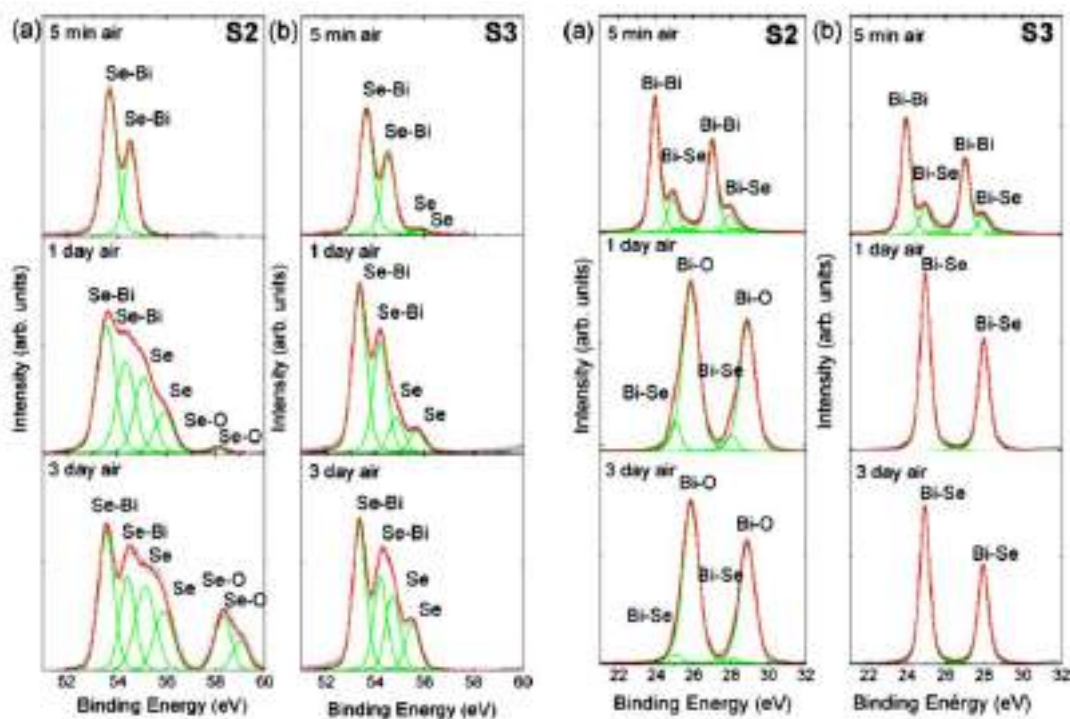 (a) 5 min air S2
Se-Bi
Se-Bi
1 day air
Se-Bi
Se-Bi
Se
Se
Se-O
Se-O
3 day air
Se-Bi
Se-Bi
Se
Se
Se-O
Se-O
52 54 56 58 60
Binding Energy (eV)
Intensity (arb. units)
(b) 5 min air S3
Se-Bi
Se-Bi
Se
Se
1 day air
Se-Bi
Se-Bi
Se
Se
3 day air
Se-Bi
Se-Bi
Se
Se
52 54 56 58 60
Binding Energy (eV)
Intensity (arb. units)
(a) 5 min air S2
Bi-Bi
Bi-Bi
Bi-Se
Bi-Se
1 day air
Bi-O
Bi-O
Bi-Se
Bi-Se
3 day air
Bi-O
Bi-O
Bi-Se
Bi-Se
22 24 26 28 30 32
Binding Energy (eV)
Intensity (arb. units)
(b) 5 min air S3
Bi-Bi
Bi-Bi
Bi-Se
Bi-Se
1 day air
Bi-Se
Bi-Se
3 day air
Bi-Se
Bi-Se
22 24 26 28 30 32
Binding Energy (eV)
Intensity (arb. units)